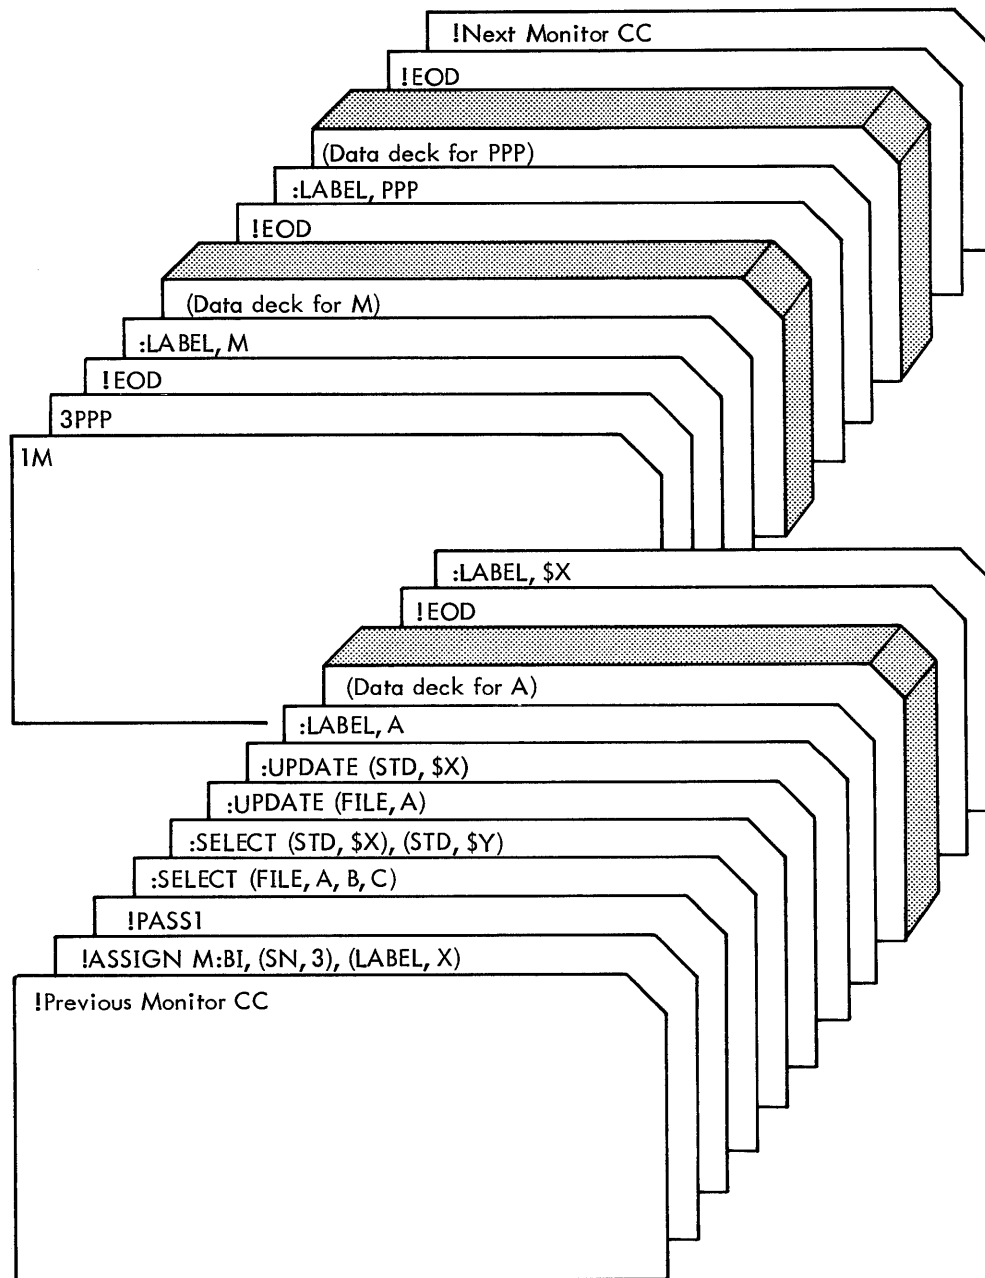 !Next Monitor CC
!EOD
(Data deck for PPP)
:LABEL, PPP
!EOD
(Data deck for M)
:LABEL, M
!EOD
3PPP
1M
:LABEL, $X
!EOD
(Data deck for A)
:LABEL, A
:UPDATE (STD, $X)
:UPDATE (FILE, A)
:SELECT (STD, $X), (STD, $Y)
:SELECT (FILE, A, B, C)
!PASS1
!ASSIGN M:BI, (SN, 3), (LABEL, X)
!Previous Monitor CC